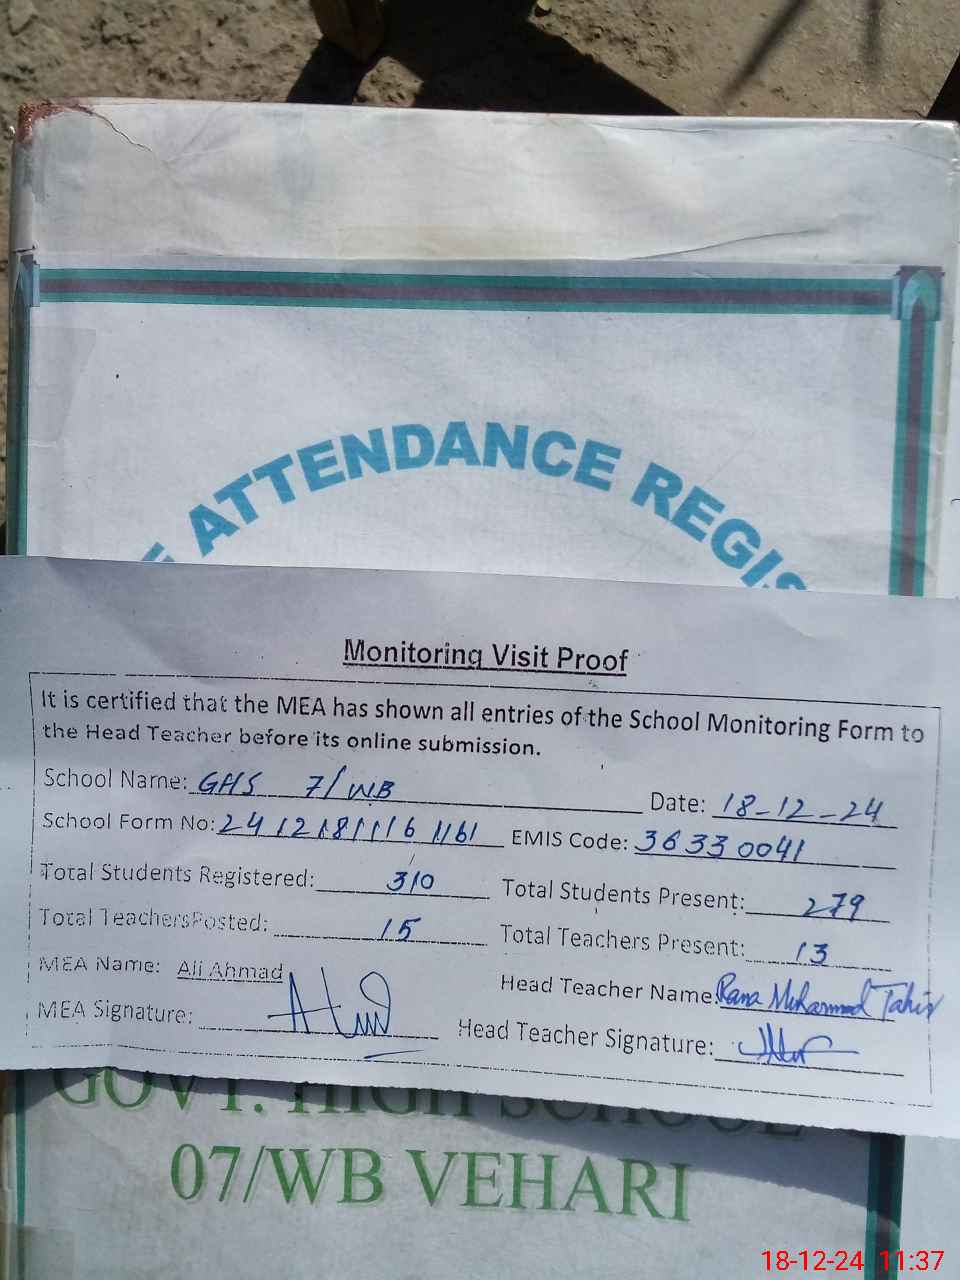 ATTENDANCE REGIS
Monitoring Visit Proof
It is certified that the MEA has shown all entries of the School Monitoring Form to
the Head Teacher before its online submission.
School Name: GHS 7/WB Date: 18-12-24
School Form No: 24121811161161 EMIS Code: 36330041
Total Students Registered: 310 Total Students Present: 279
Total Teachers Posted: 15 Total Teachers Present: 13
MEA Name: Ali Ahmad Head Teacher Name: Rana Muhammad Tahir
MEA Signature: Head Teacher Signature:
GOVT. HIGH SCHOOL
07/WB VEHARI
18-12-24 11:37